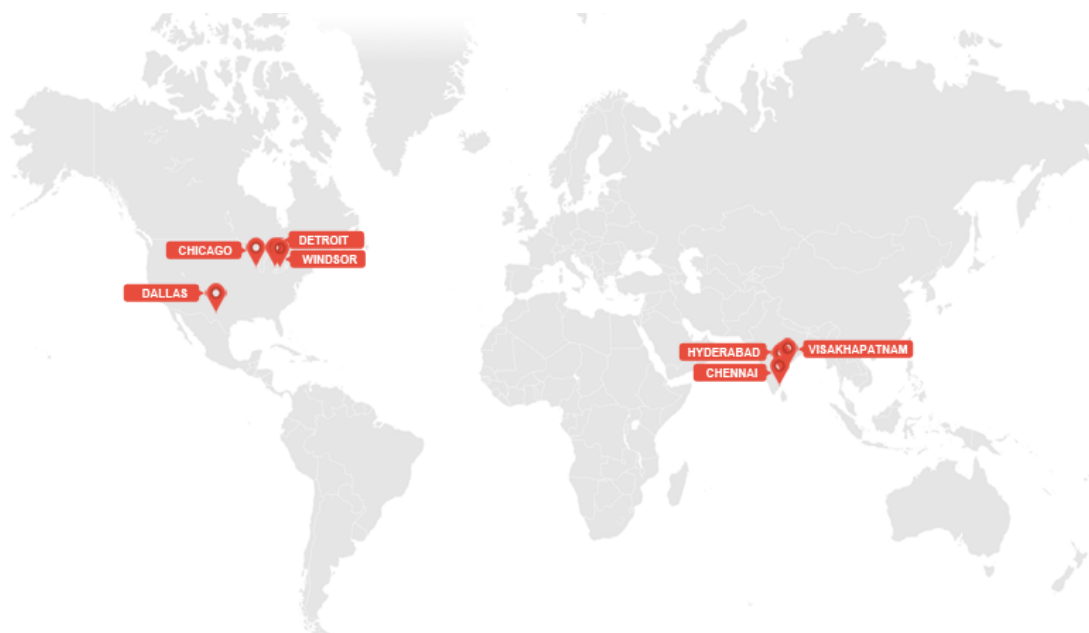 DETROIT
CHICAGO
WINDSOR
DALLAS
VISAKHAPATNAM
HYDERABAD
CHENNAI